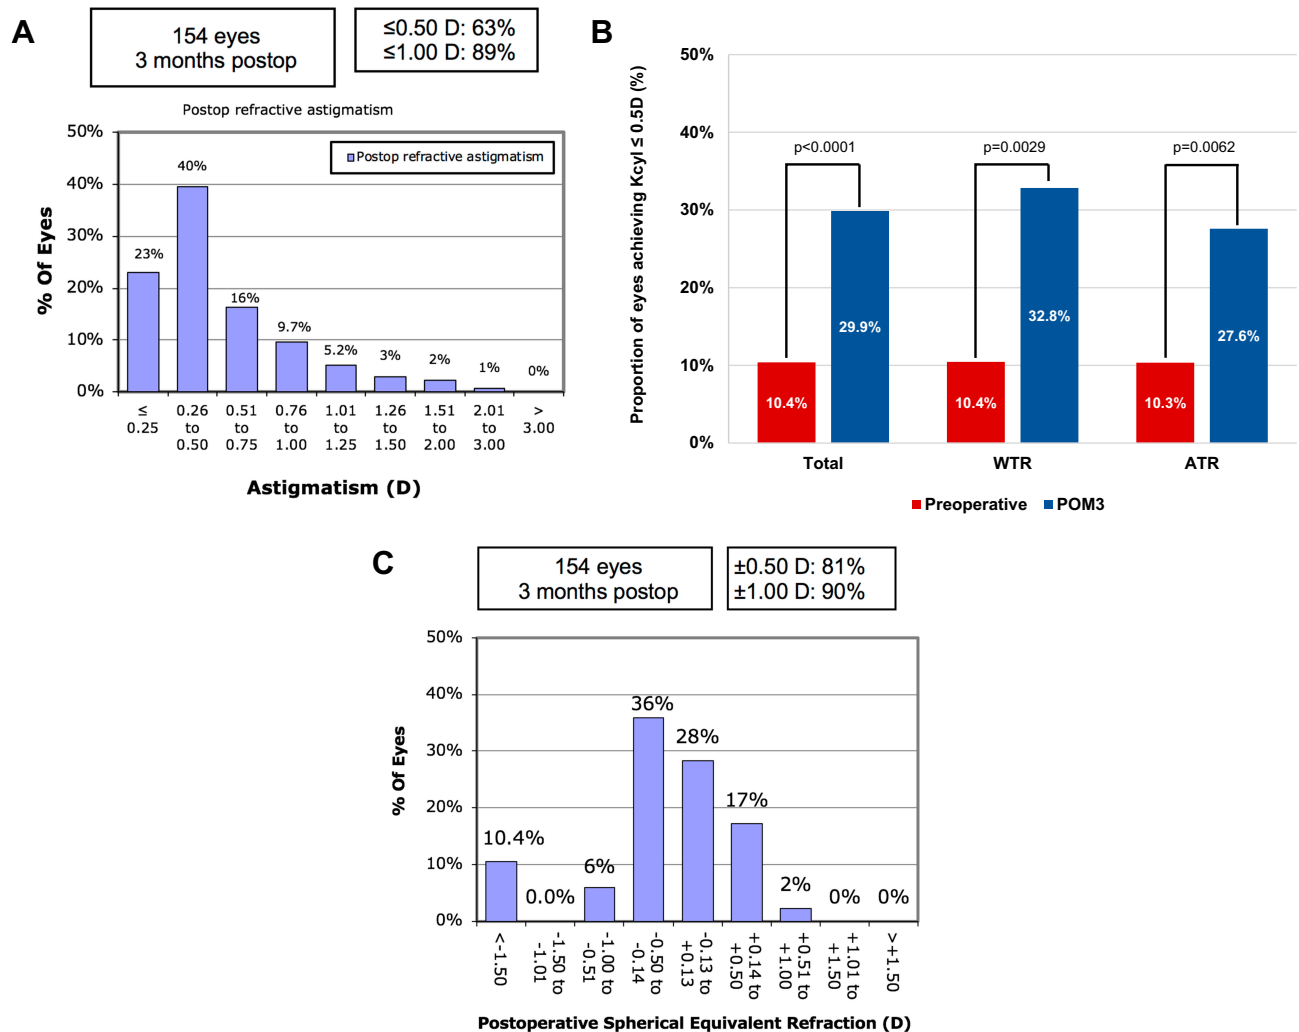 A
154 eyes
3 months postop
≤0.50 D: 63%
≤1.00 D: 89%
Postop refractive astigmatism
Postop refractive astigmatism
% Of Eyes
50%
40%
30%
20%
10%
0%
23%
40%
16%
9.7%
5.2%
3%
2%
1%
0%
≤
0.25
0.26
to
0.50
0.51
to
0.75
0.76
to
1.00
1.01
to
1.25
1.26
to
1.50
1.51
to
2.00
2.01
to
3.00
>
3.00
Astigmatism (D)
B
Proportion of eyes achieving Kcyl ≤ 0.5D (%)
50%
40%
30%
20%
10%
0%
p<0.0001
p=0.0029
p=0.0062
10.4%
29.9%
10.4%
32.8%
10.3%
27.6%
Total
WTR
ATR
Preoperative
POM3
C
154 eyes
3 months postop
±0.50 D: 81%
±1.00 D: 90%
% Of Eyes
50%
40%
30%
20%
10%
0%
10.4%
0.0%
6%
36%
28%
17%
2%
0%
0%
<-1.50
-1.50 to
-1.01
-1.00 to
-0.51
-0.50 to
-0.14
-0.13 to
+0.13
+0.14 to
+0.50
+0.51 to
+1.00
+1.01 to
+1.50
>+1.50
Postoperative Spherical Equivalent Refraction (D)